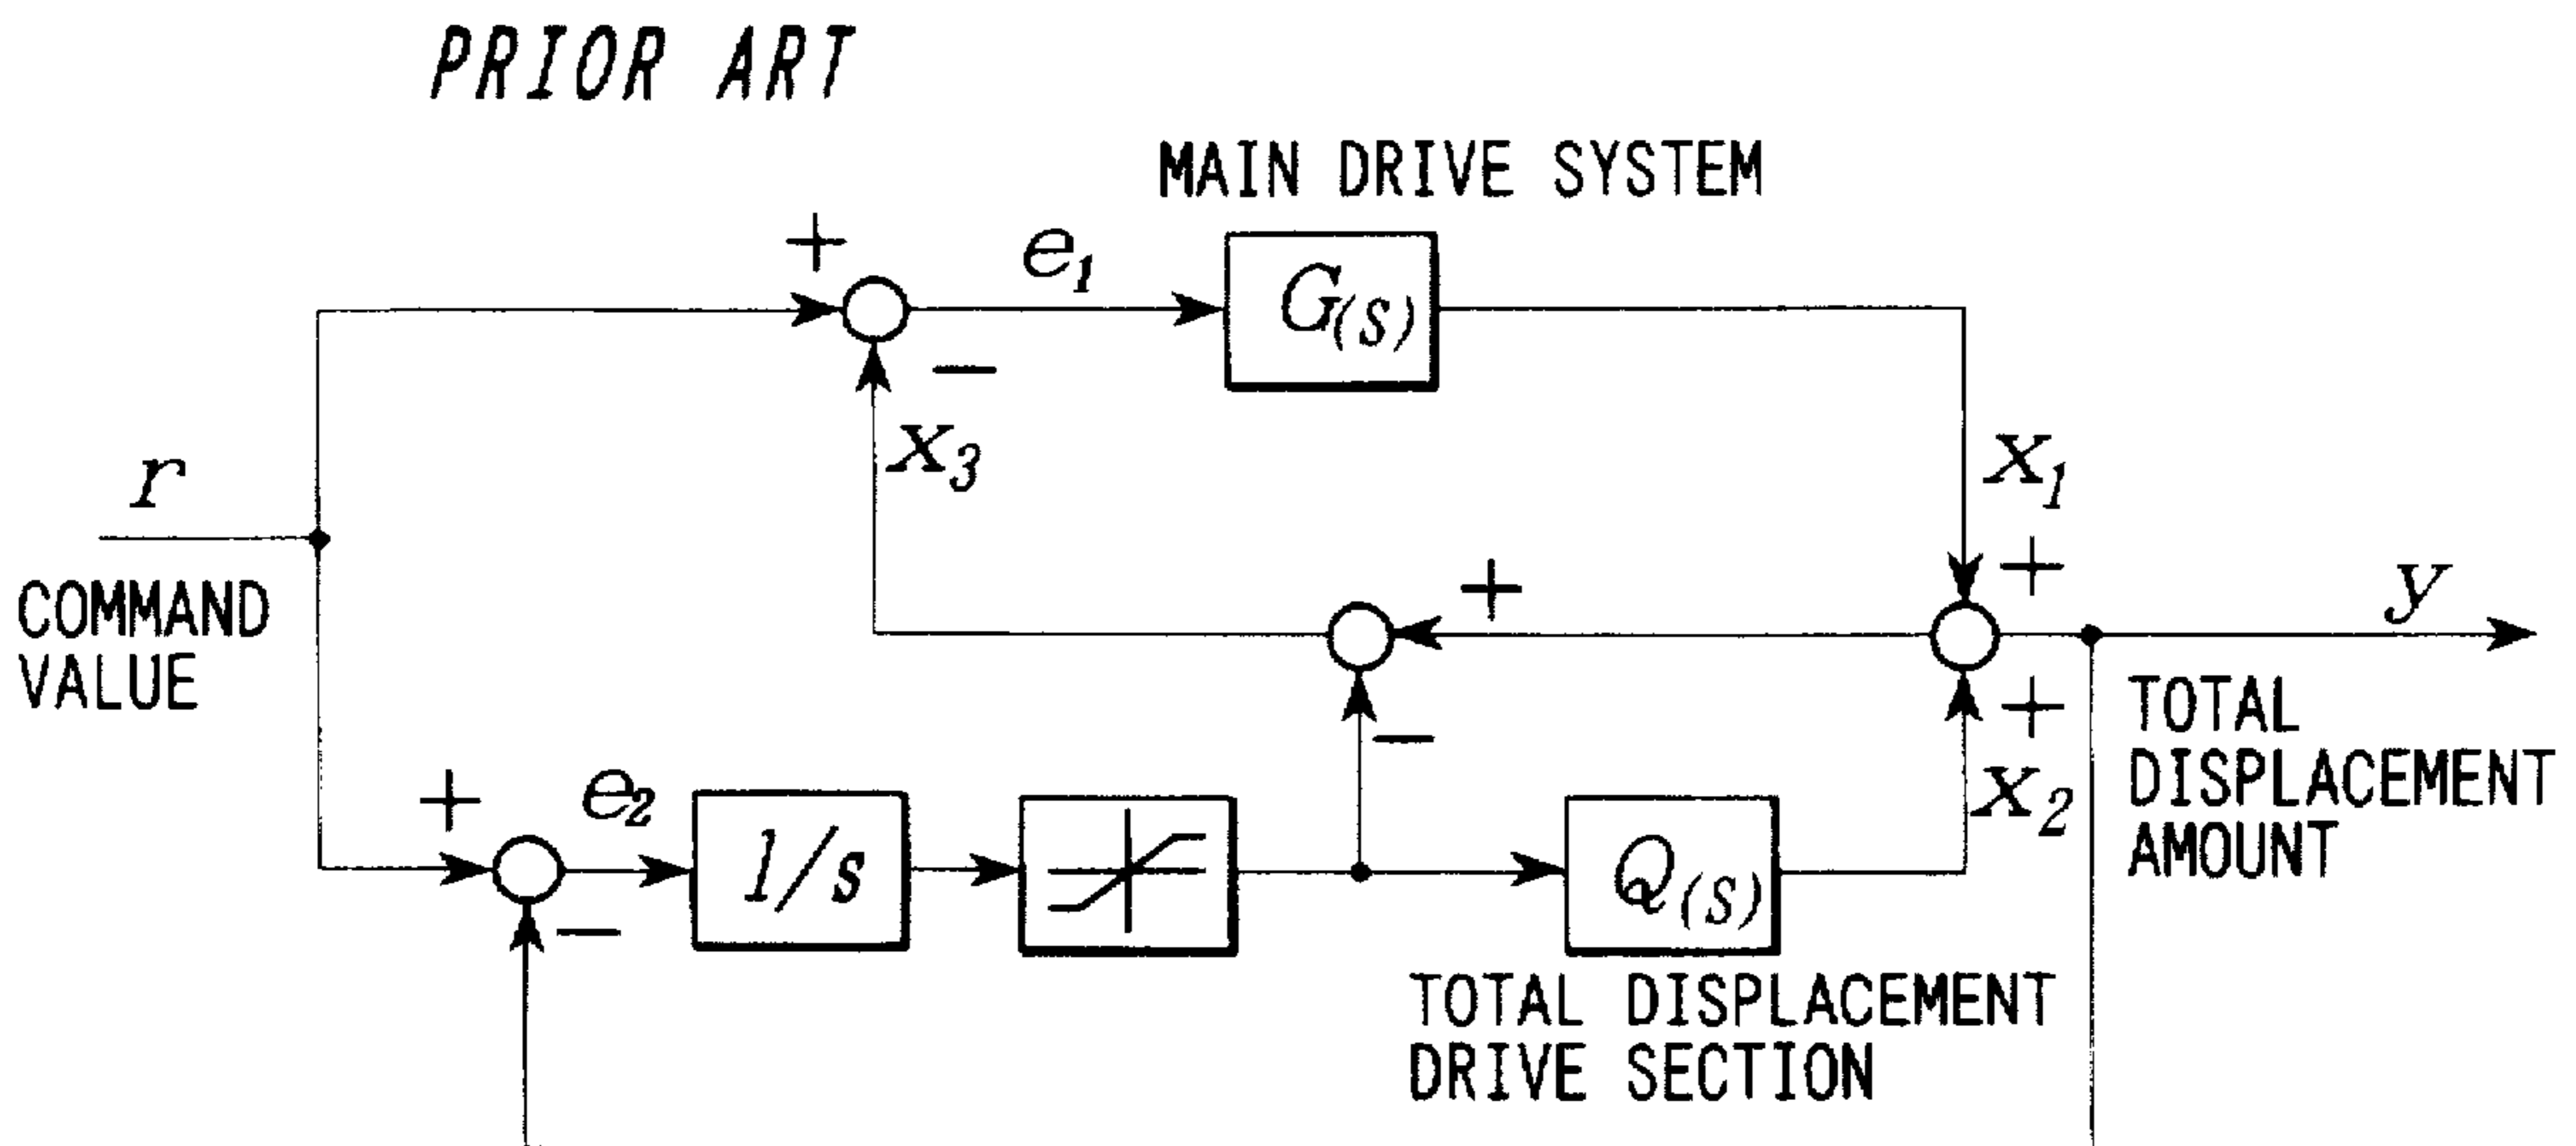 PRIOR ART
MAIN DRIVE SYSTEM
+
e1
G(S)
−
x3
x1
r
+
COMMAND
VALUE
+
y
+
TOTAL
DISPLACEMENT
AMOUNT
−
x2
+
e2
1/s
Q(S)
−
TOTAL DISPLACEMENT
DRIVE SECTION